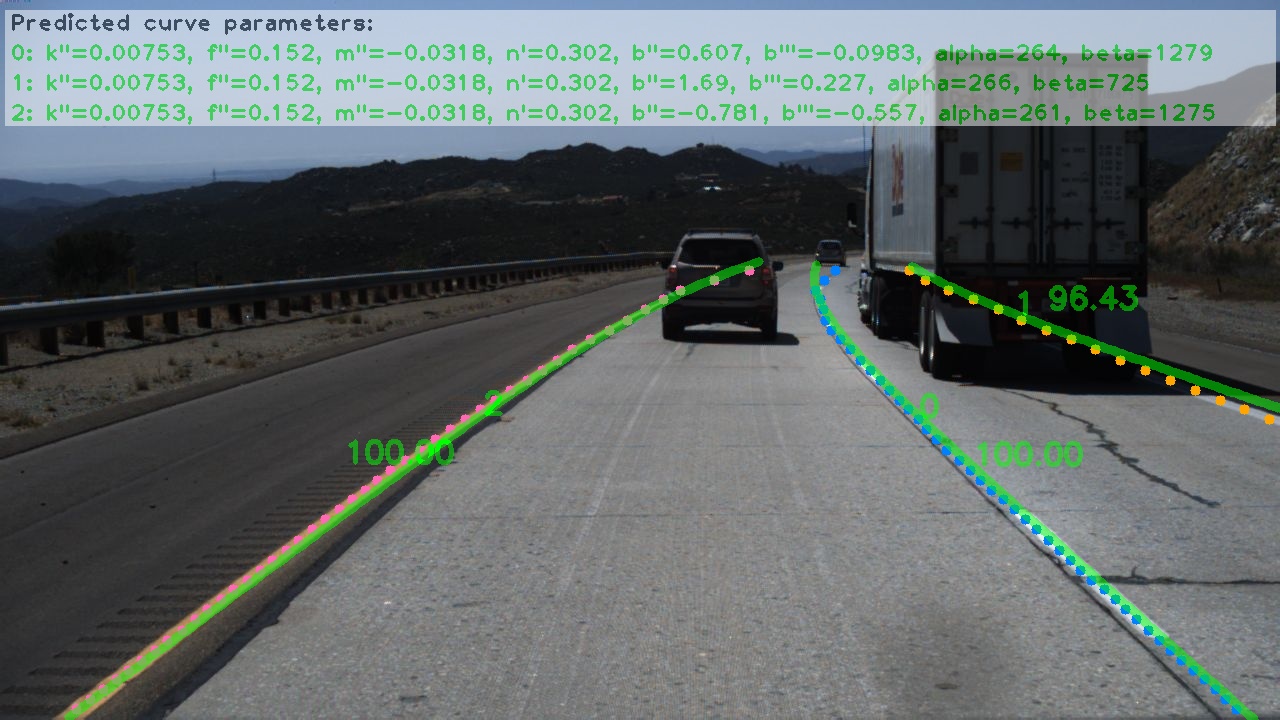 Predicted curve parameters:
0: k''=0.00753, f''=0.152, m''=-0.0318, n'=0.302, b''=0.607, b'''=-0.0983, alpha=264, beta=1279
1: k''=0.00753, f''=0.152, m''=-0.0318, n'=0.302, b''=1.69, b'''=0.227, alpha=266, beta=725
2: k''=0.00753, f''=0.152, m''=-0.0318, n'=0.302, b''=-0.781, b'''=-0.557, alpha=261, beta=1275
1 96.43
2
0
100.00
100.00